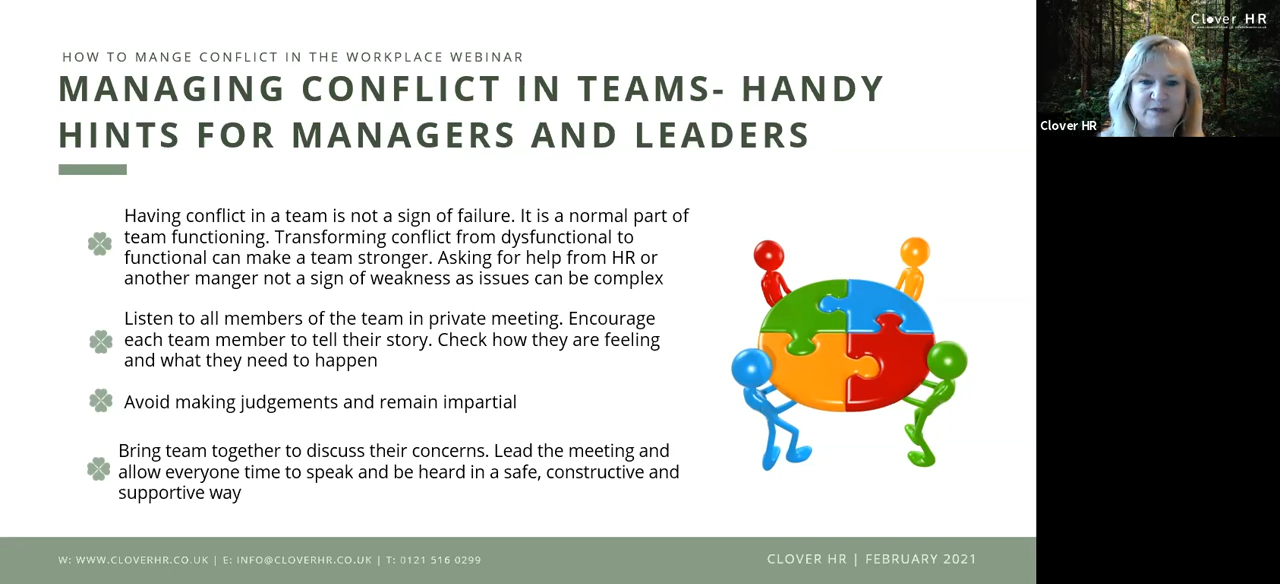 HOW TO MANGE CONFLICT IN THE WORKPLACE WEBINAR
MANAGING CONFLICT IN TEAMS- HANDY
HINTS FOR MANAGERS AND LEADERS
Having conflict in a team is not a sign of failure. It is a normal part of
team functioning. Transforming conflict from dysfunctional to
functional can make a team stronger. Asking for help from HR or
another manger not a sign of weakness as issues can be complex
Listen to all members of the team in private meeting. Encourage
each team member to tell their story. Check how they are feeling
and what they need to happen
Avoid making judgements and remain impartial
Bring team together to discuss their concerns. Lead the meeting and
allow everyone time to speak and be heard in a safe, constructive and
supportive way
W: WWW.CLOVERHR.CO.UK | E: INFO@CLOVERHR.CO.UK | T: 0121 516 0299
CLOVER HR | FEBRUARY 2021
Clover HR
Clover HR